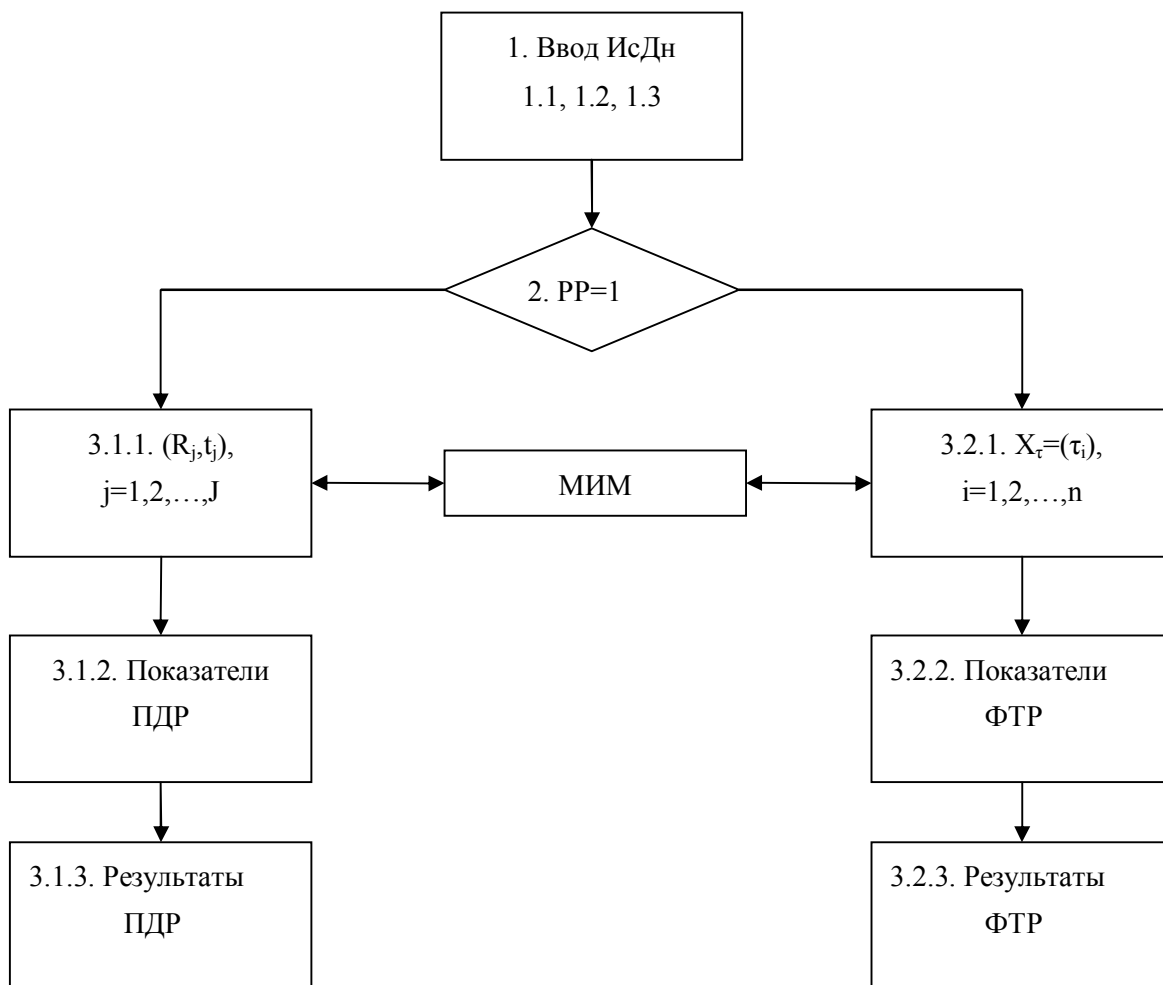 1. Ввод ИсДн
1.1, 1.2, 1.3
2. PP=1
3.1.1. (Rj,tj),
j=1,2,…,J
МИМ
3.2.1. Xτ=(τi),
i=1,2,…,n
3.1.2. Показатели
ПДР
3.2.2. Показатели
ФТР
3.1.3. Результаты
ПДР
3.2.3. Результаты
ФТР